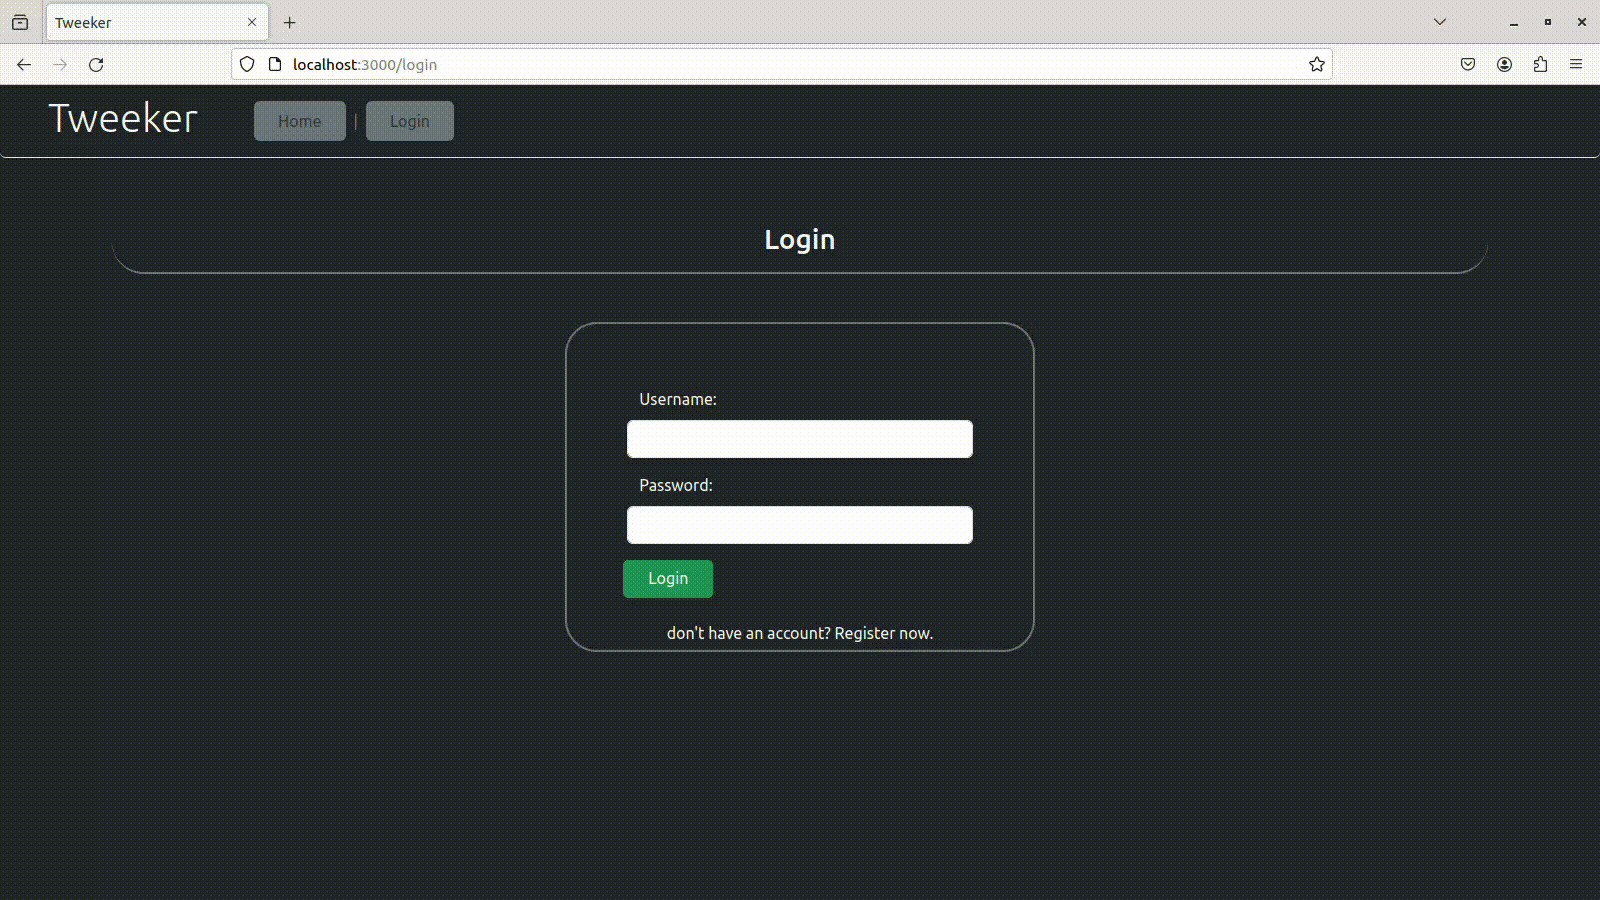 Tweeker
localhost:3000/login
Tweeker
Home | Login
Login
Username:
Password:
Login
don't have an account? Register now.